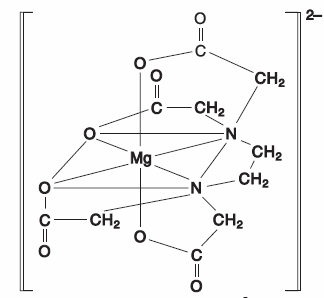 O 2–
C
O CH₂
O
C CH₂
O N
Mg CH₂
CH₂
O N
C CH₂ CH₂
O O C
O